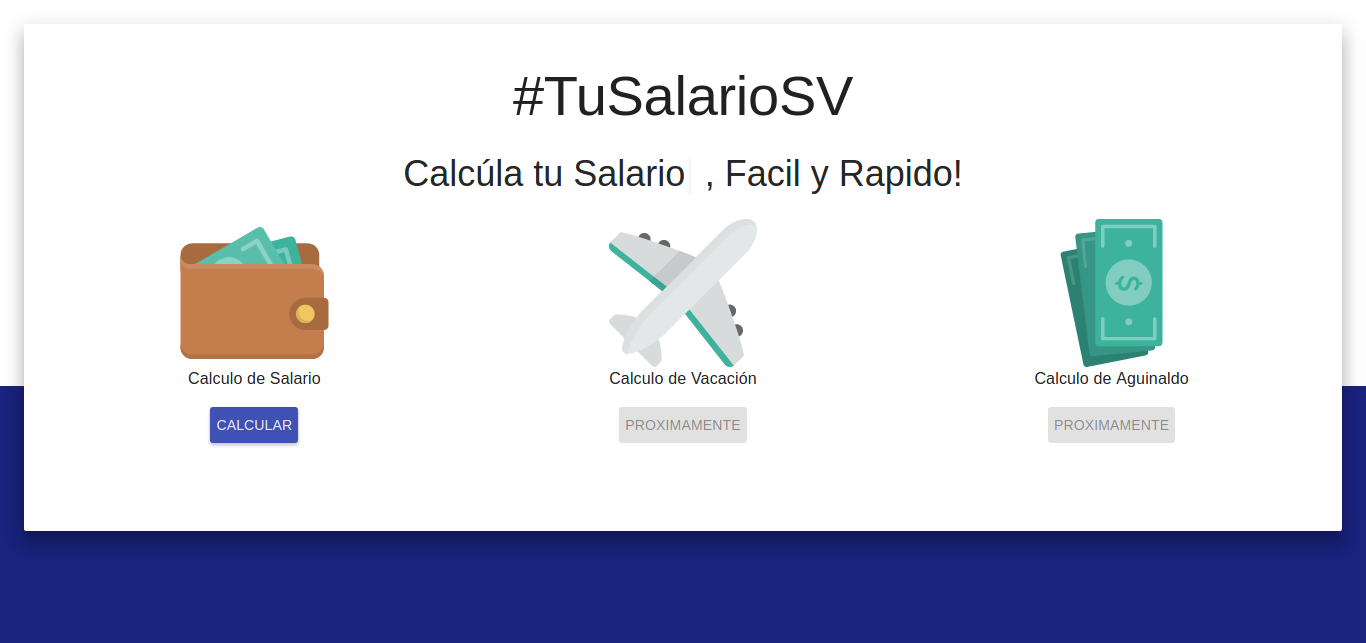 #TuSalarioSV
Calcúla tu Salario , Facil y Rapido!
Calculo de Salario
Calculo de Vacación
Calculo de Aguinaldo
CALCULAR
PROXIMAMENTE
PROXIMAMENTE